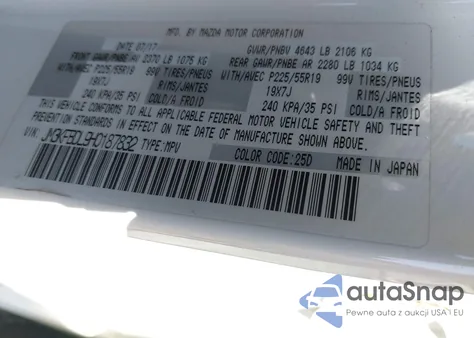 MFD. BY MAZDA MOTOR CORPORATION
DATE 07/17 GVWR/PNBV 4643 LB 2106 KG
FRONT GAWR/PNBE AV 2370 LB 1075 KG REAR GAWR/PNBE AR 2280 LB 1034 KG
WITH/AVEC P225/55R19 99V TIRES/PNEUS WITH/AVEC P225/55R19 99V TIRES/PNEUS
19X7J RIMS/JANTES 19X7J RIMS/JANTES
240 KPA/35 PSI COLD/A FROID 240 KPA/35 PSI COLD/A FROID
THIS VEHICLE CONFORMS TO ALL APPLICABLE FEDERAL MOTOR VEHICLE SAFETY AND THEFT
PREVENTION STANDARDS IN EFFECT ON THE DATE OF MANUFACTURE SHOWN ABOVE.
VIN: TYPE:MPV COLOR CODE:25D MADE IN JAPAN
autaSnap
Pewne auta z aukcji USA i EU